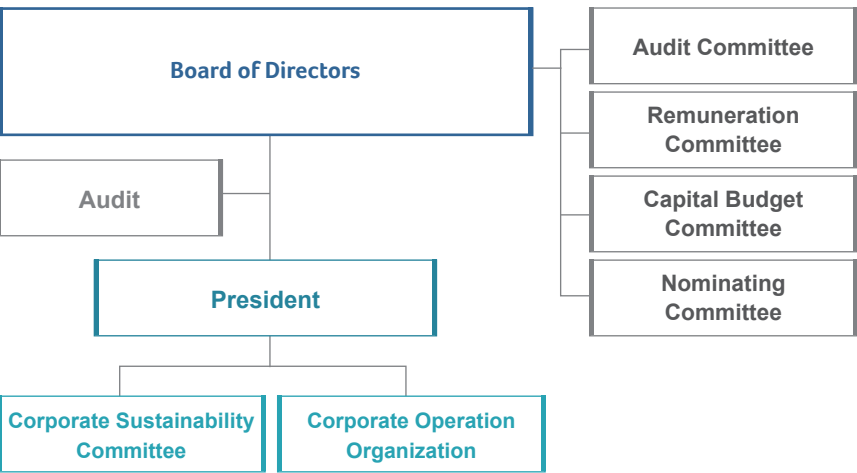 Board of Directors
Audit Committee
Remuneration
Committee
Capital Budget
Committee
Nominating
Committee
Audit
President
Corporate Sustainability
Committee
Corporate Operation
Organization